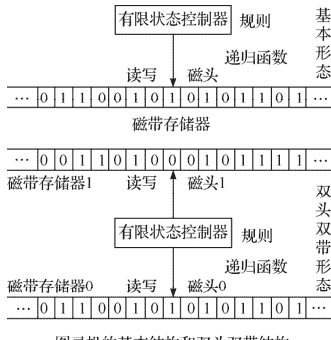 有限状态控制器 规则
递归函数
读写 磁头
基本形态
… 0 1 1 0 0 1 0 1 0 1 0 1 1 0 1 …
磁带存储器
… 0 0 1 1 0 1 0 0 0 1 0 1 1 1 1 …
磁带存储器1 读写 磁头1
有限状态控制器 规则
递归函数
双头双带形态
磁带存储器0 读写 磁头0
… 0 1 1 0 0 1 0 1 0 1 0 1 1 0 1 …
图灵机的基本结构和双头双带结构